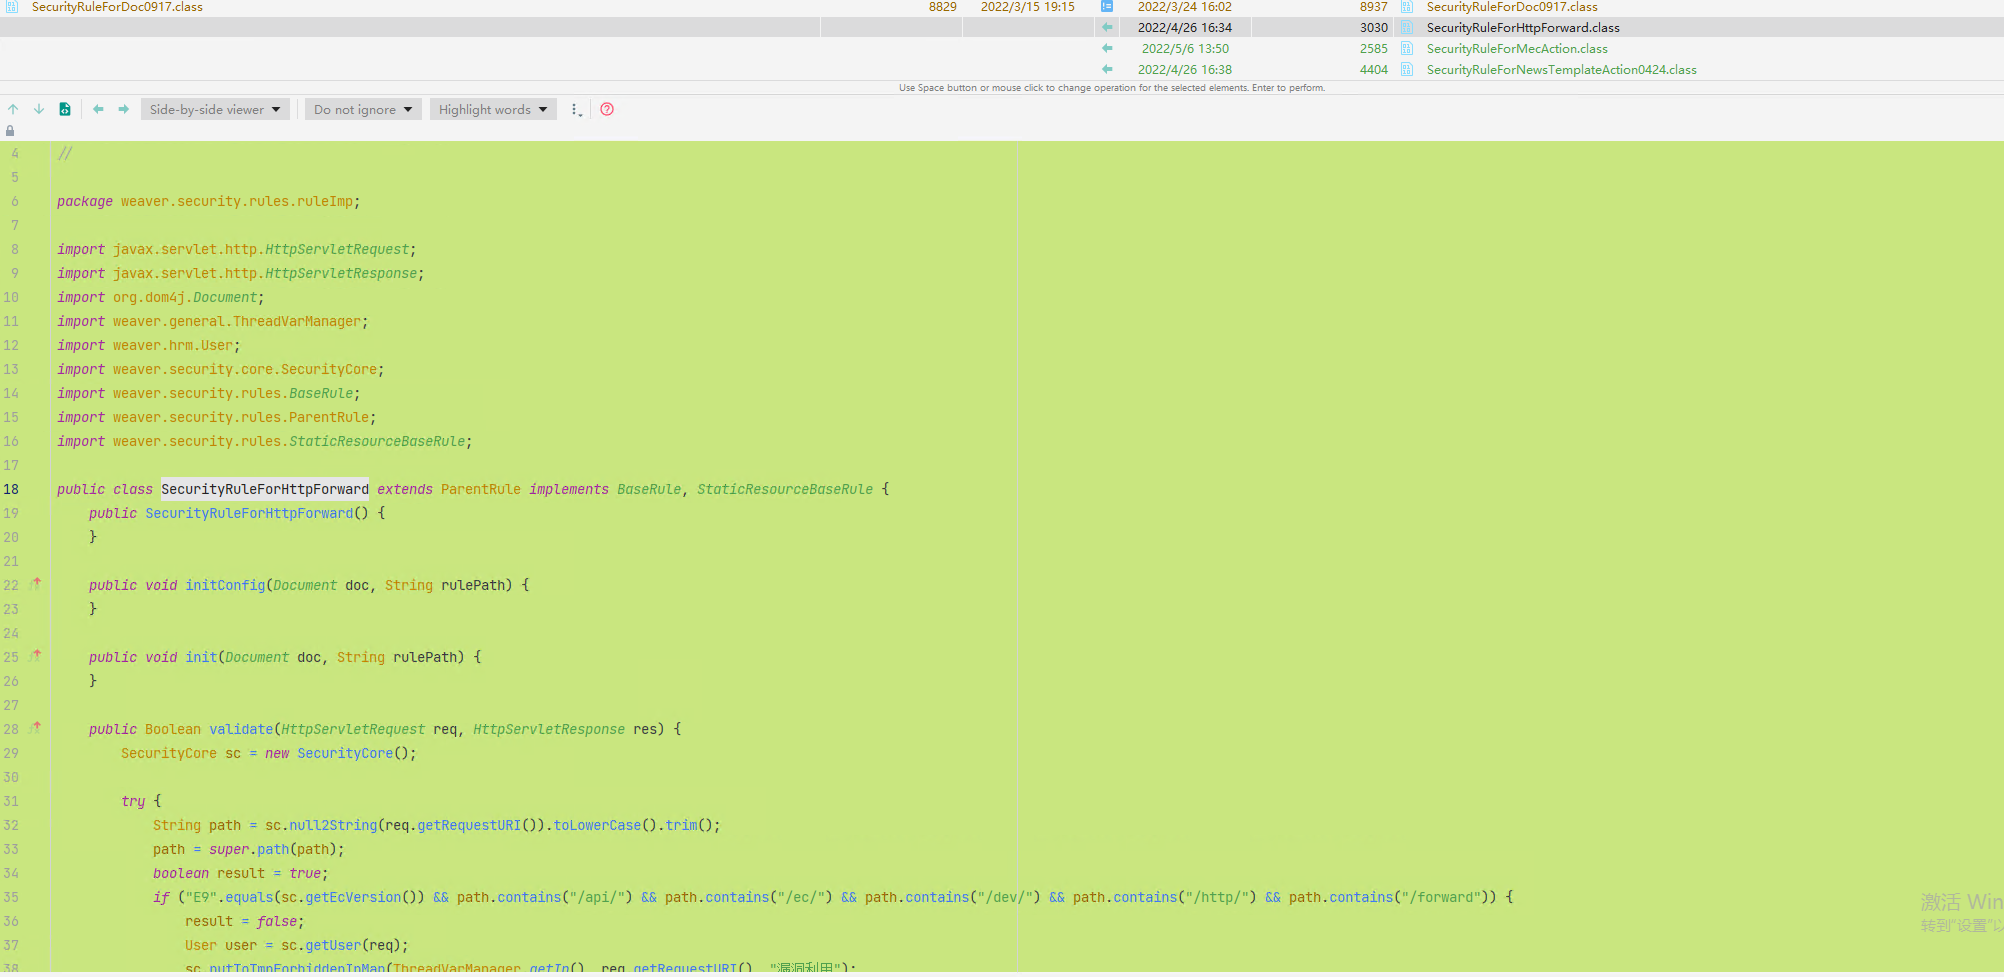 SecurityRuleForDoc0917.class 8829 2022/3/15 19:15 2022/3/24 16:02 8937 SecurityRuleForDoc0917.class
2022/4/26 16:34 3030 SecurityRuleForHttpForward.class
2022/5/6 13:50 2585 SecurityRuleForMecAction.class
2022/4/26 16:38 4404 SecurityRuleForNewsTemplateAction0424.class
Use Space button or mouse click to change operation for the selected elements. Enter to perform.
Side-by-side viewer Do not ignore Highlight words
4 //
5
6 package weaver.security.rules.ruleImp;
7
8 import javax.servlet.http.HttpServletRequest;
9 import javax.servlet.http.HttpServletResponse;
10 import org.dom4j.Document;
11 import weaver.general.ThreadVarManager;
12 import weaver.hrm.User;
13 import weaver.security.core.SecurityCore;
14 import weaver.security.rules.BaseRule;
15 import weaver.security.rules.ParentRule;
16 import weaver.security.rules.StaticResourceBaseRule;
17
18 public class SecurityRuleForHttpForward extends ParentRule implements BaseRule, StaticResourceBaseRule {
19 public SecurityRuleForHttpForward() {
20 }
21
22 public void initConfig(Document doc, String rulePath) {
23 }
24
25 public void init(Document doc, String rulePath) {
26 }
27
28 public Boolean validate(HttpServletRequest req, HttpServletResponse res) {
29 SecurityCore sc = new SecurityCore();
30
31 try {
32 String path = sc.null2String(req.getRequestURI()).toLowerCase().trim();
33 path = super.path(path);
34 boolean result = true;
35 if ("E9".equals(sc.getEcVersion()) && path.contains("/api/") && path.contains("/ec/") && path.contains("/dev/") && path.contains("/http/") && path.contains("/forward")) {
36 result = false;
37 User user = sc.getUser(req);
38 sc.putToTmpForbiddenIpMap(ThreadVarManager.getIp(), req.getRequestURI(), "漏洞利用");
激活 Win
转到"设置"以